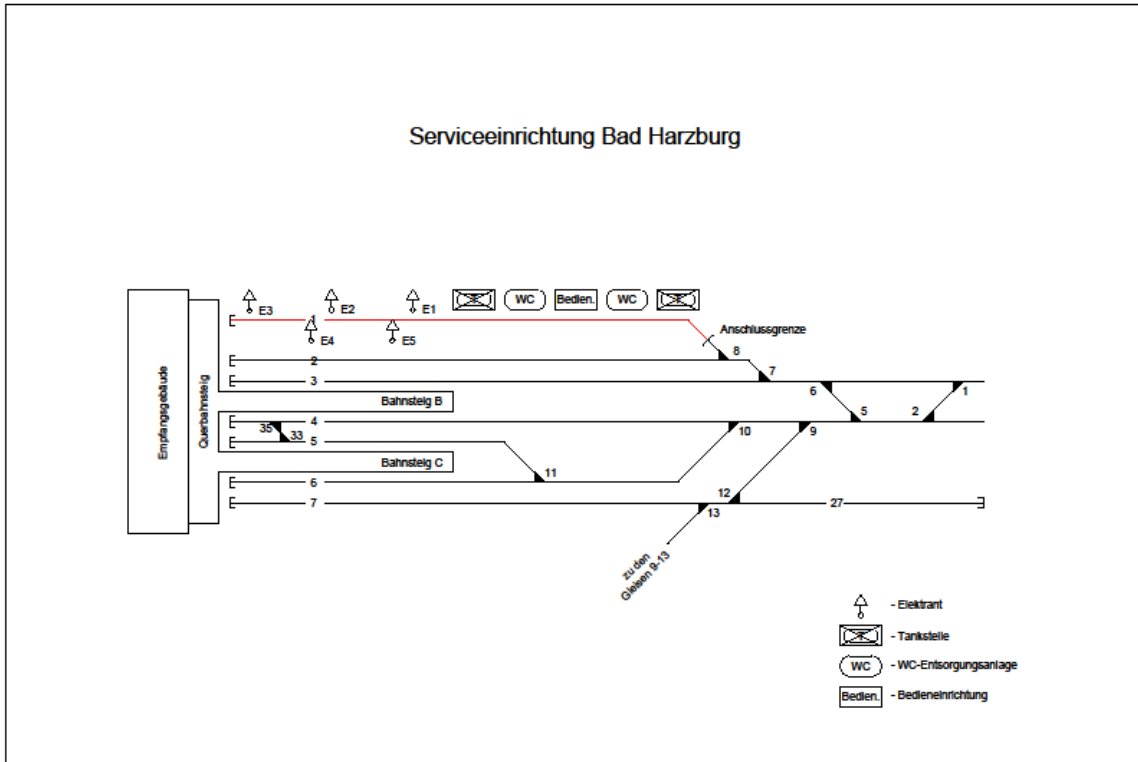 Serviceeinrichtung Bad Harzburg
E3
E2
E1
WC
Bedien.
WC
1
E4
E5
Anschlussgrenze
8
2
7
3
6
1
Bahnsteig B
5
2
4
35
33
5
10
9
Bahnsteig C
11
6
12
7
13
27
Empfangsgebäude
Querbahnsteig
zu den
Gleisen 9-13
- Elektrant
- Tankstelle
WC - WC-Entsorgungsanlage
Bedien. - Bedieneinrichtung